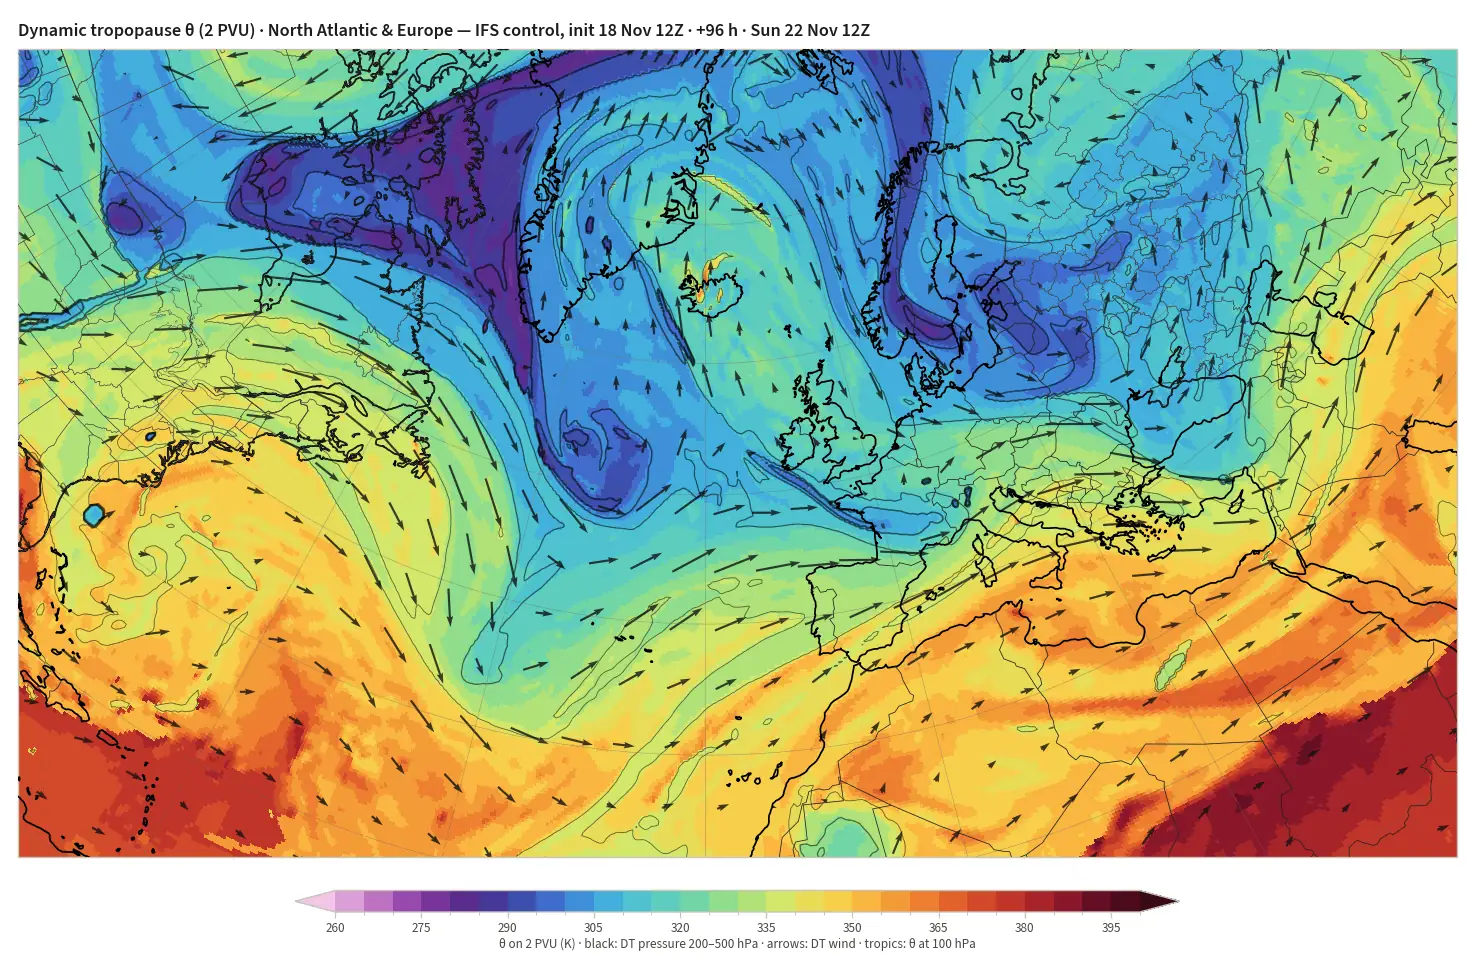 Dynamic tropopause θ (2 PVU) · North Atlantic & Europe — IFS control, init 18 Nov 12Z · +96 h · Sun 22 Nov 12Z
260 275 290 305 320 335 350 365 380 395
θ on 2 PVU (K) · black: DT pressure 200–500 hPa · arrows: DT wind · tropics: θ at 100 hPa